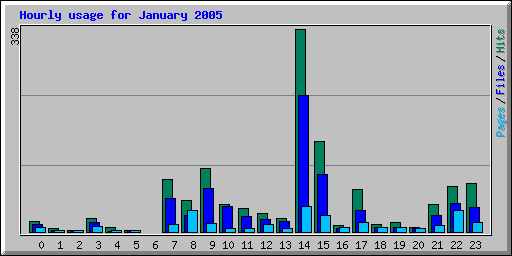 Hourly usage for January 2005
338
Pages / Files / Hits
0 1 2 3 4 5 6 7 8 9 10 11 12 13 14 15 16 17 18 19 20 21 22 23